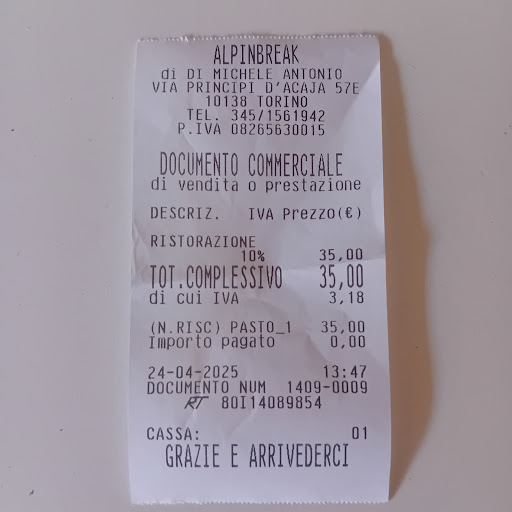 ALPINBREAK
di DI MICHELE ANTONIO
VIA PRINCIPI D'ACAJA 57E
10138 TORINO
TEL. 345/1561942
P.IVA 08265630015
DOCUMENTO COMMERCIALE
di vendita o prestazione
DESCRIZ. IVA Prezzo(€)
RISTORAZIONE
10% 35,00
TOT.COMPLESSIVO 35,00
di cui IVA 3,18
(N.RISC) PASTO_1 35,00
Importo pagato 0,00
24-04-2025 13:47
DOCUMENTO NUM 1409-0009
RT 80I14089854
CASSA: 01
GRAZIE E ARRIVEDERCI